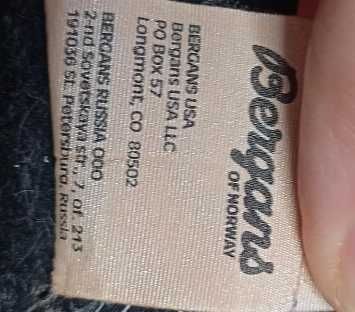 Bergans
OF NORWAY
BERGANS USA
Bergans USA LLC
PO BOX 57
Longmont, CO 80502
BERGANS RUSSIA OOO
2-nd Sovetskaya str., 7, of. 213
191036 St. Petersburg, Russia